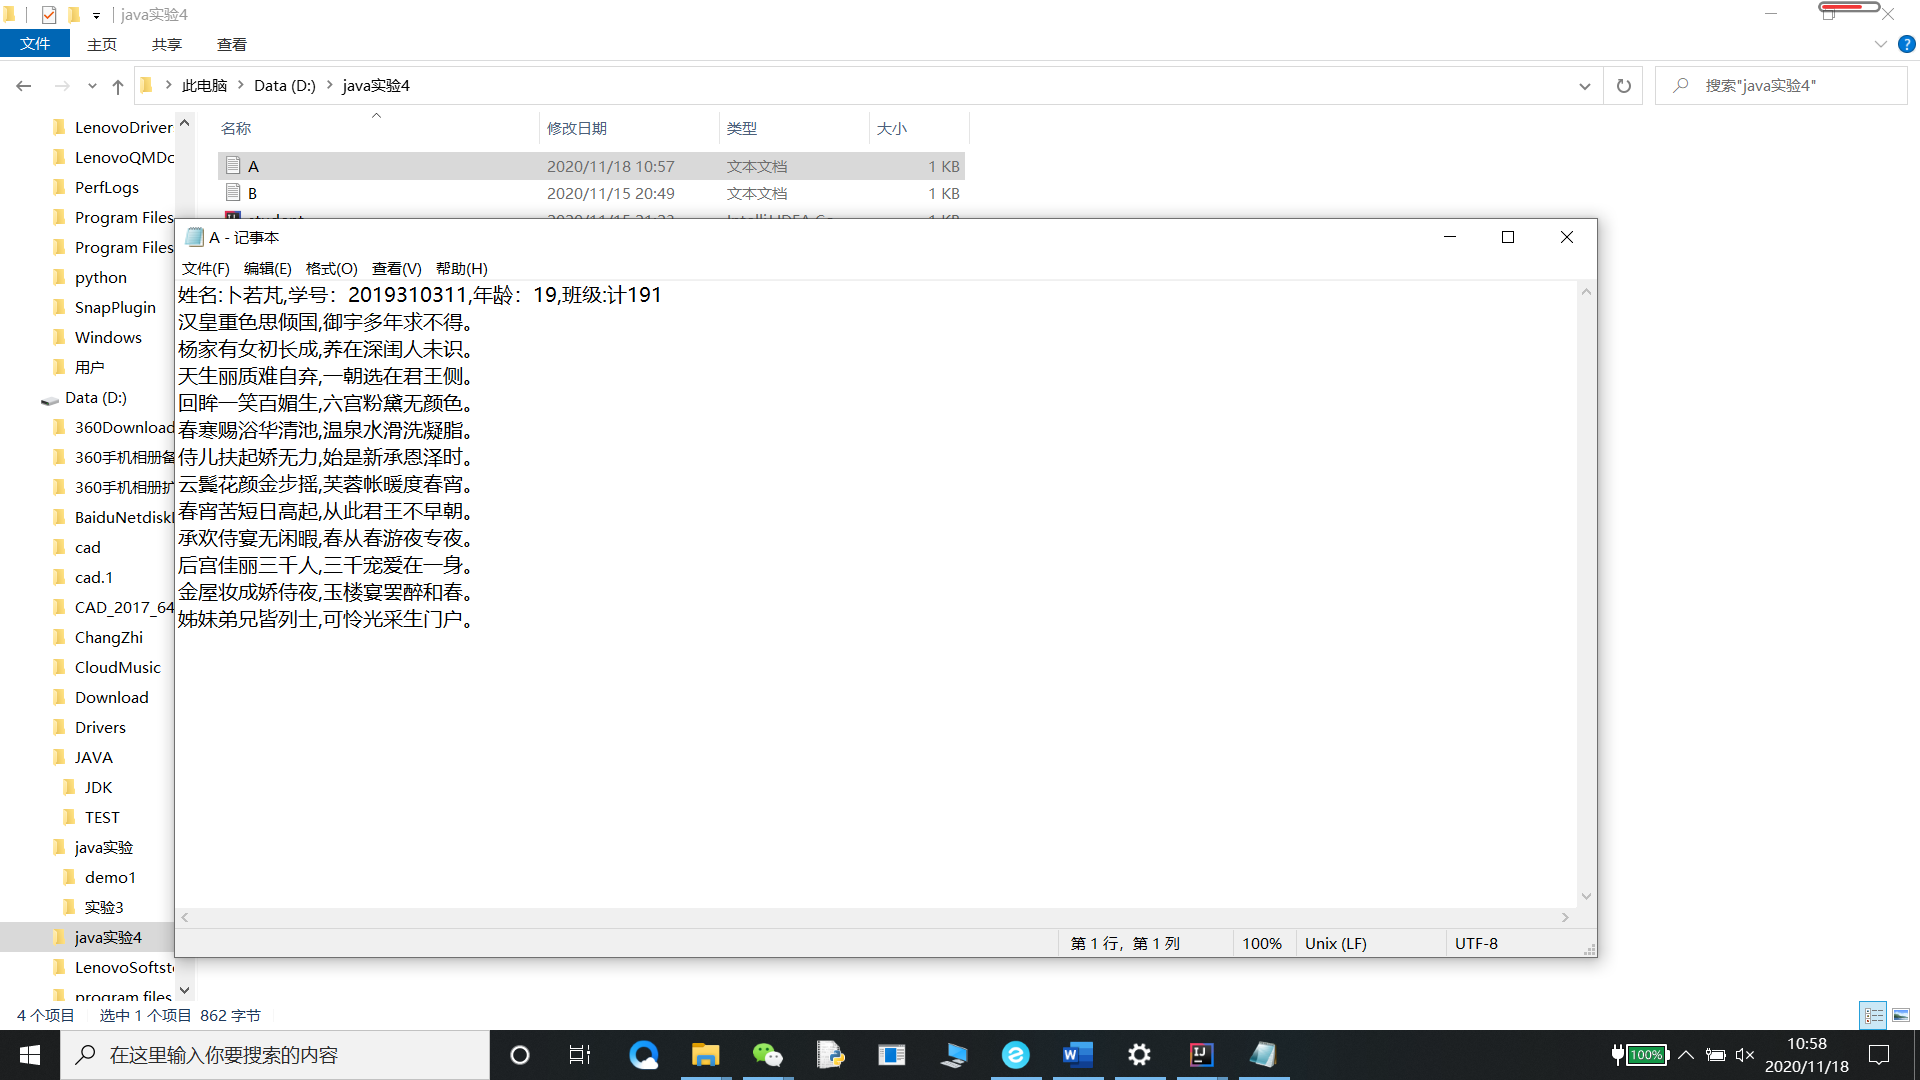 java实验4
文件 主页 共享 查看
此电脑 Data (D:) java实验4
搜索"java实验4"
名称 修改日期 类型 大小
A 2020/11/18 10:57 文本文档 1 KB
B 2020/11/15 20:49 文本文档 1 KB
LenovoDriver
LenovoQMDc
PerfLogs
Program Files
Program Files
python
SnapPlugin
Windows
用户
Data (D:)
360Download
360手机相册备
360手机相册扩
BaiduNetdiskl
cad
cad.1
CAD_2017_64
ChangZhi
CloudMusic
Download
Drivers
JAVA
JDK
TEST
java实验
demo1
实验3
java实验4
LenovoSoftst
program files
A - 记事本
文件(F) 编辑(E) 格式(O) 查看(V) 帮助(H)
姓名:卜若芃,学号：2019310311,年龄：19,班级:计191
汉皇重色思倾国,御宇多年求不得。
杨家有女初长成,养在深闺人未识。
天生丽质难自弃,一朝选在君王侧。
回眸一笑百媚生,六宫粉黛无颜色。
春寒赐浴华清池,温泉水滑洗凝脂。
侍儿扶起娇无力,始是新承恩泽时。
云鬓花颜金步摇,芙蓉帐暖度春宵。
春宵苦短日高起,从此君王不早朝。
承欢侍宴无闲暇,春从春游夜专夜。
后宫佳丽三千人,三千宠爱在一身。
金屋妆成娇侍夜,玉楼宴罢醉和春。
姊妹弟兄皆列士,可怜光采生门户。
第 1 行，第 1 列 100% Unix (LF) UTF-8
4 个项目 选中 1 个项目 862 字节
在这里输入你要搜索的内容
100%
10:58
2020/11/18